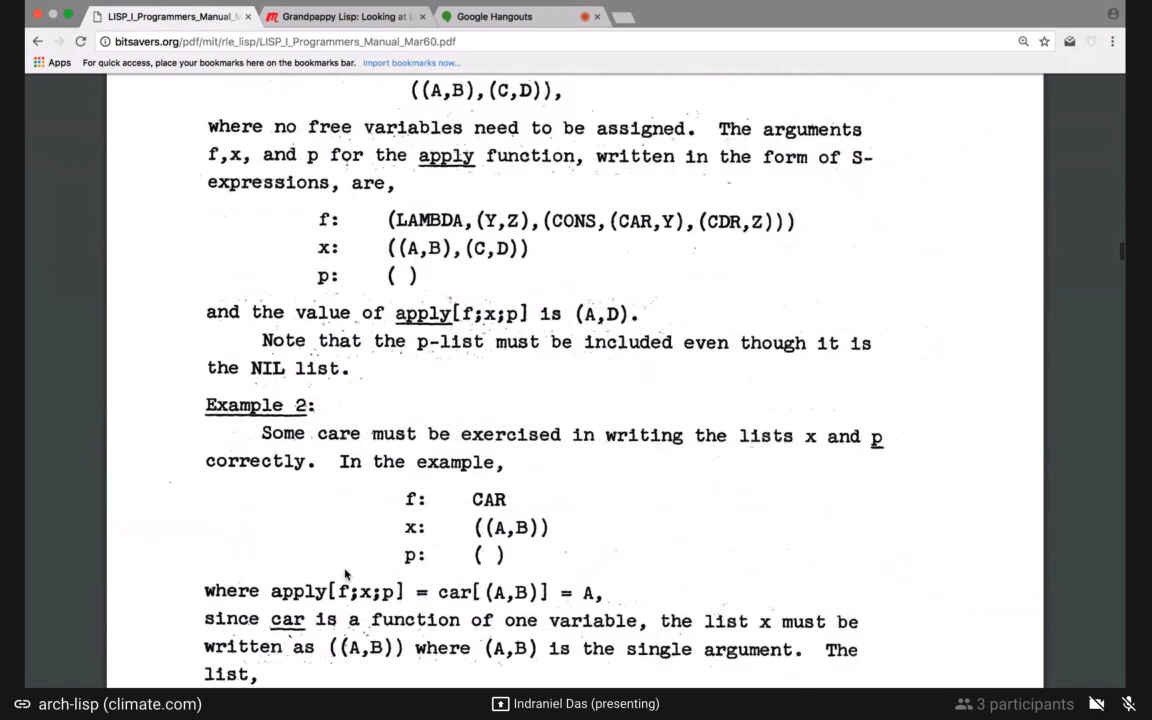 LISP_I_Programmers_Manual_M
Grandpappy Lisp: Looking at L
Google Hangouts
bitsavers.org/pdf/mit/rle_lisp/LISP_I_Programmers_Manual_Mar60.pdf
Apps For quick access, place your bookmarks here on the bookmarks bar. Import bookmarks now...
((A,B),(C,D)),
where no free variables need to be assigned. The arguments
f,x, and p for the apply function, written in the form of S-
expressions, are,
f: (LAMBDA,(Y,Z),(CONS,(CAR,Y),(CDR,Z)))
x: ((A,B),(C,D))
p: ( )
and the value of apply[f;x;p] is (A,D).
Note that the p-list must be included even though it is
the NIL list.
Example 2:
Some care must be exercised in writing the lists x and p
correctly. In the example,
f: CAR
x: ((A,B))
p: ( )
where apply[f;x;p] = car[(A,B)] = A,
since car is a function of one variable, the list x must be
written as ((A,B)) where (A,B) is the single argument. The
list,
arch-lisp (climate.com)
Indraniel Das (presenting)
3 participants